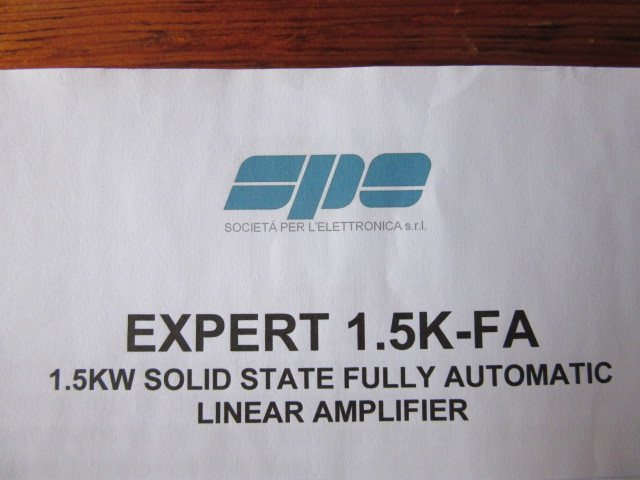 spe
SOCIETÁ PER L'ELETTRONICA s.r.l.
EXPERT 1.5K-FA
1.5KW SOLID STATE FULLY AUTOMATIC
LINEAR AMPLIFIER